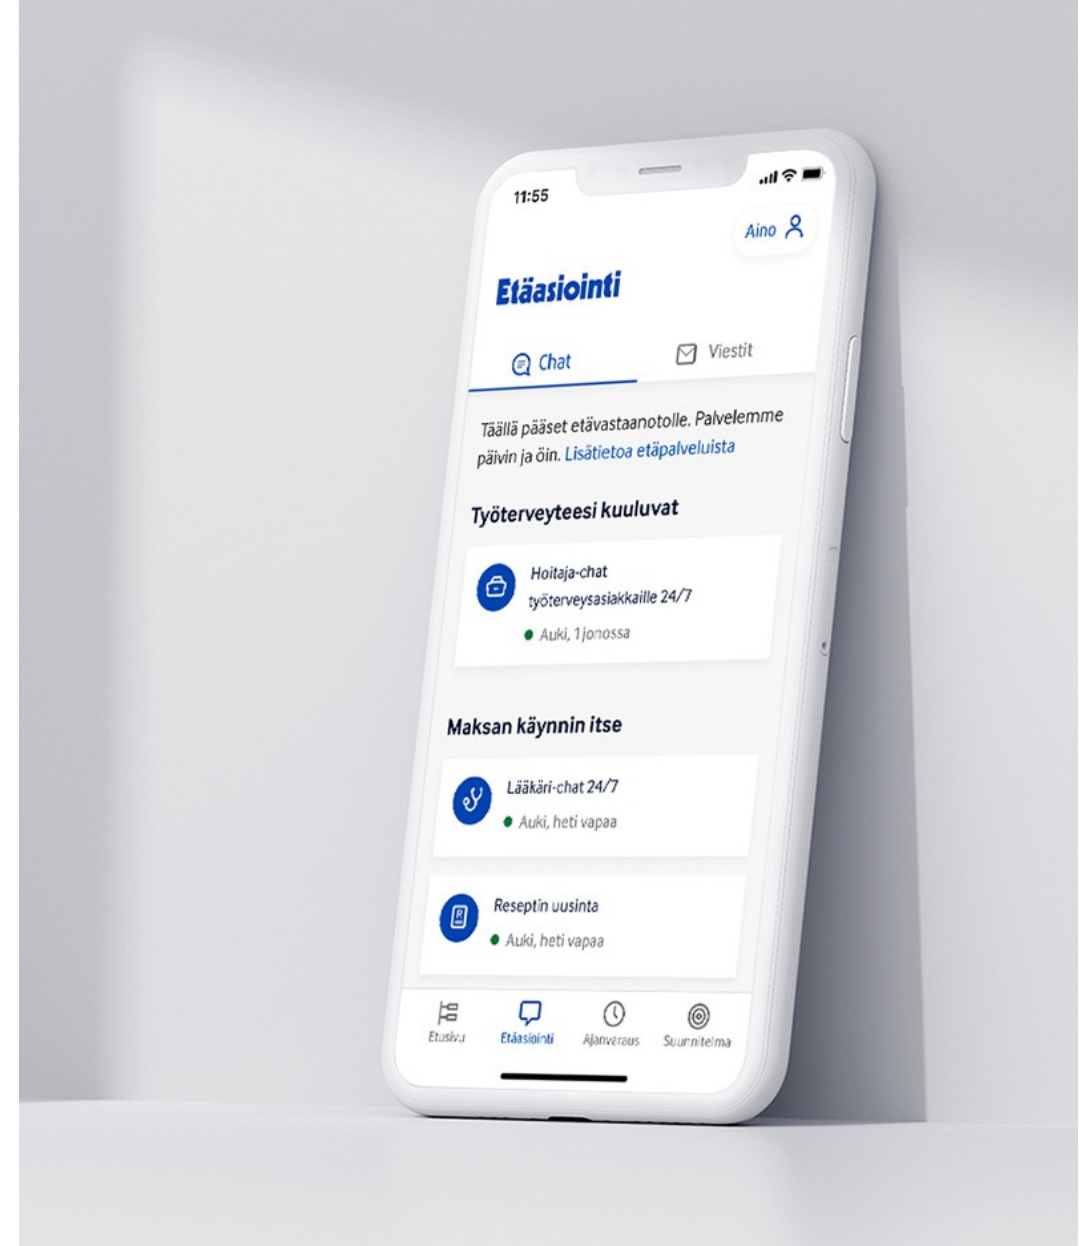 11:55
Aino
Etäasiointi
Chat
Viestit
Täällä pääset etävastaanotolle. Palvelemme
päivin ja öin. Lisätietoa etäpalveluista
Työterveyteesi kuuluvat
Hoitaja-chat
työterveysasiakkaille 24/7
Auki, 1 jonossa
Maksan käynnin itse
Lääkäri-chat 24/7
Auki, heti vapaa
Reseptin uusinta
Auki, heti vapaa
Etusivu
Etäasiointi
Ajanvaraus
Suunnitelma